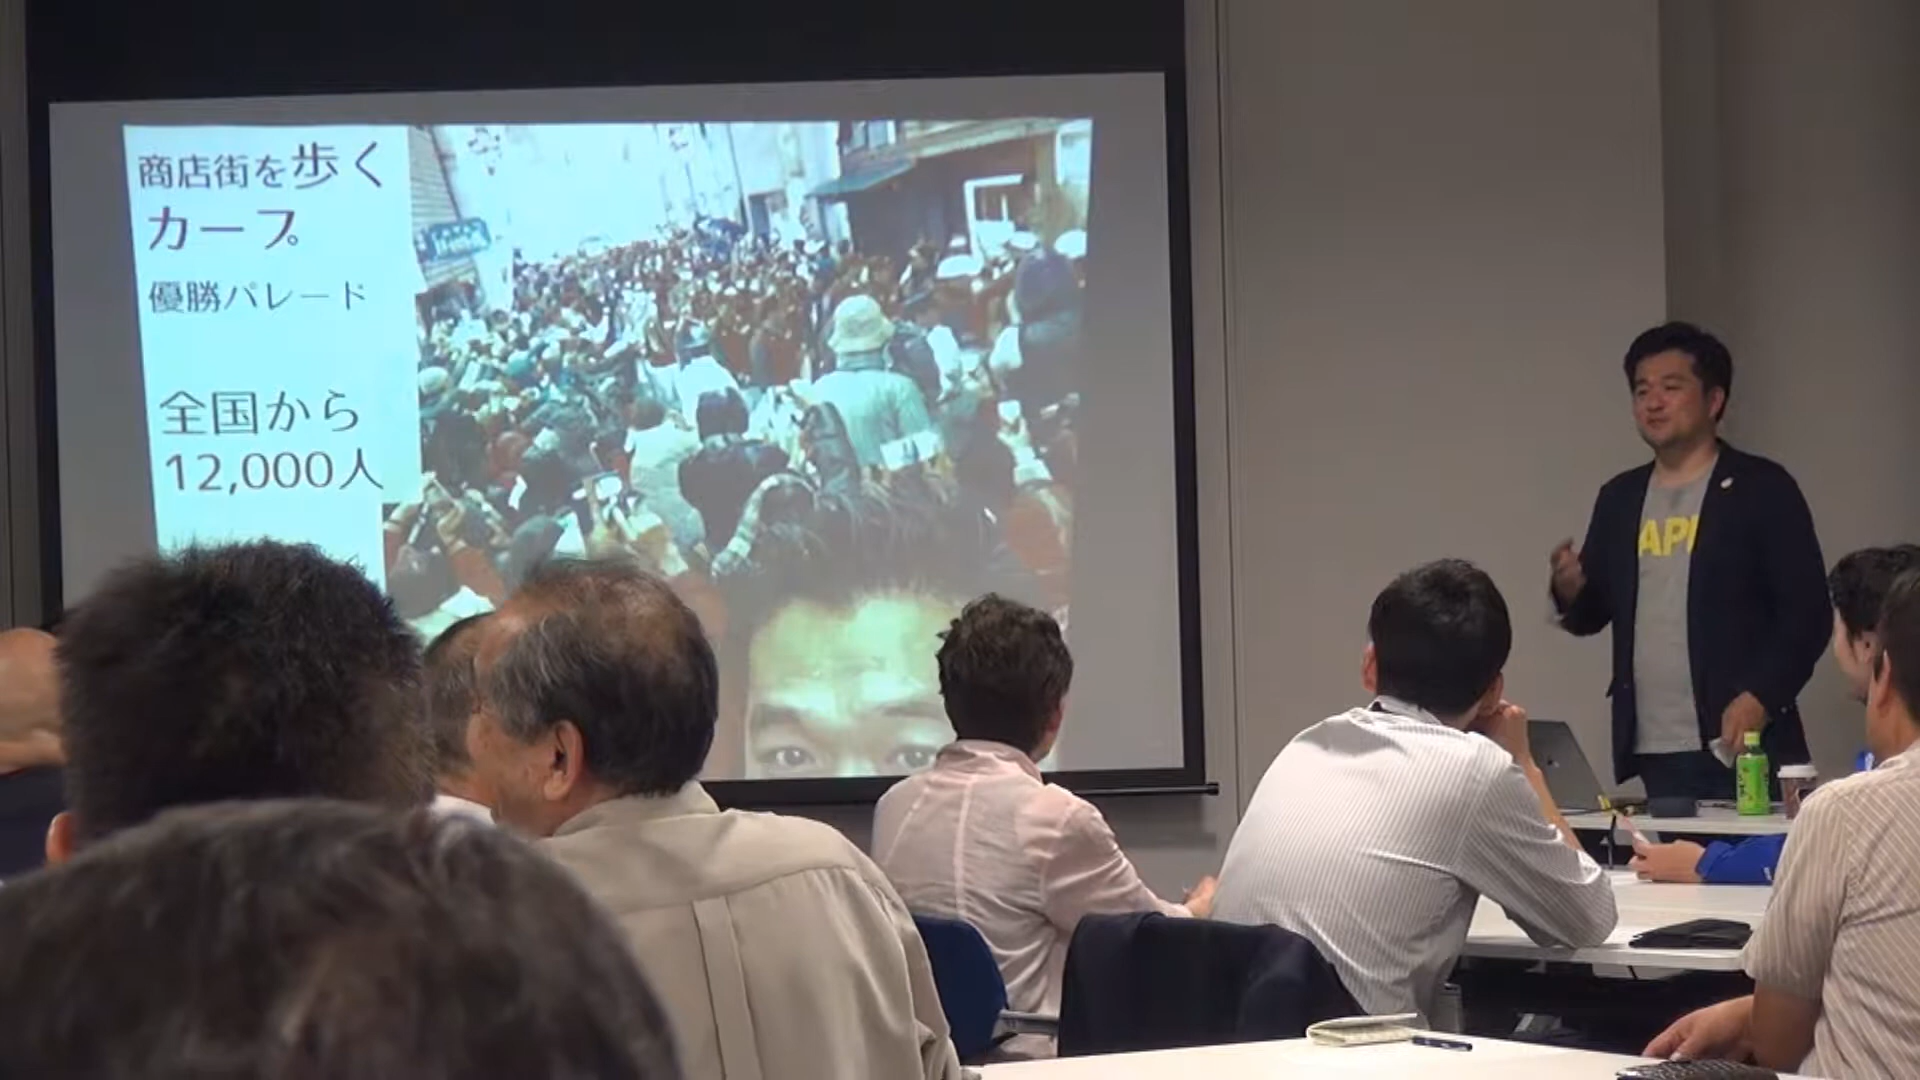 商店街を歩く
カープ
優勝パレード
全国から
12,000人
API